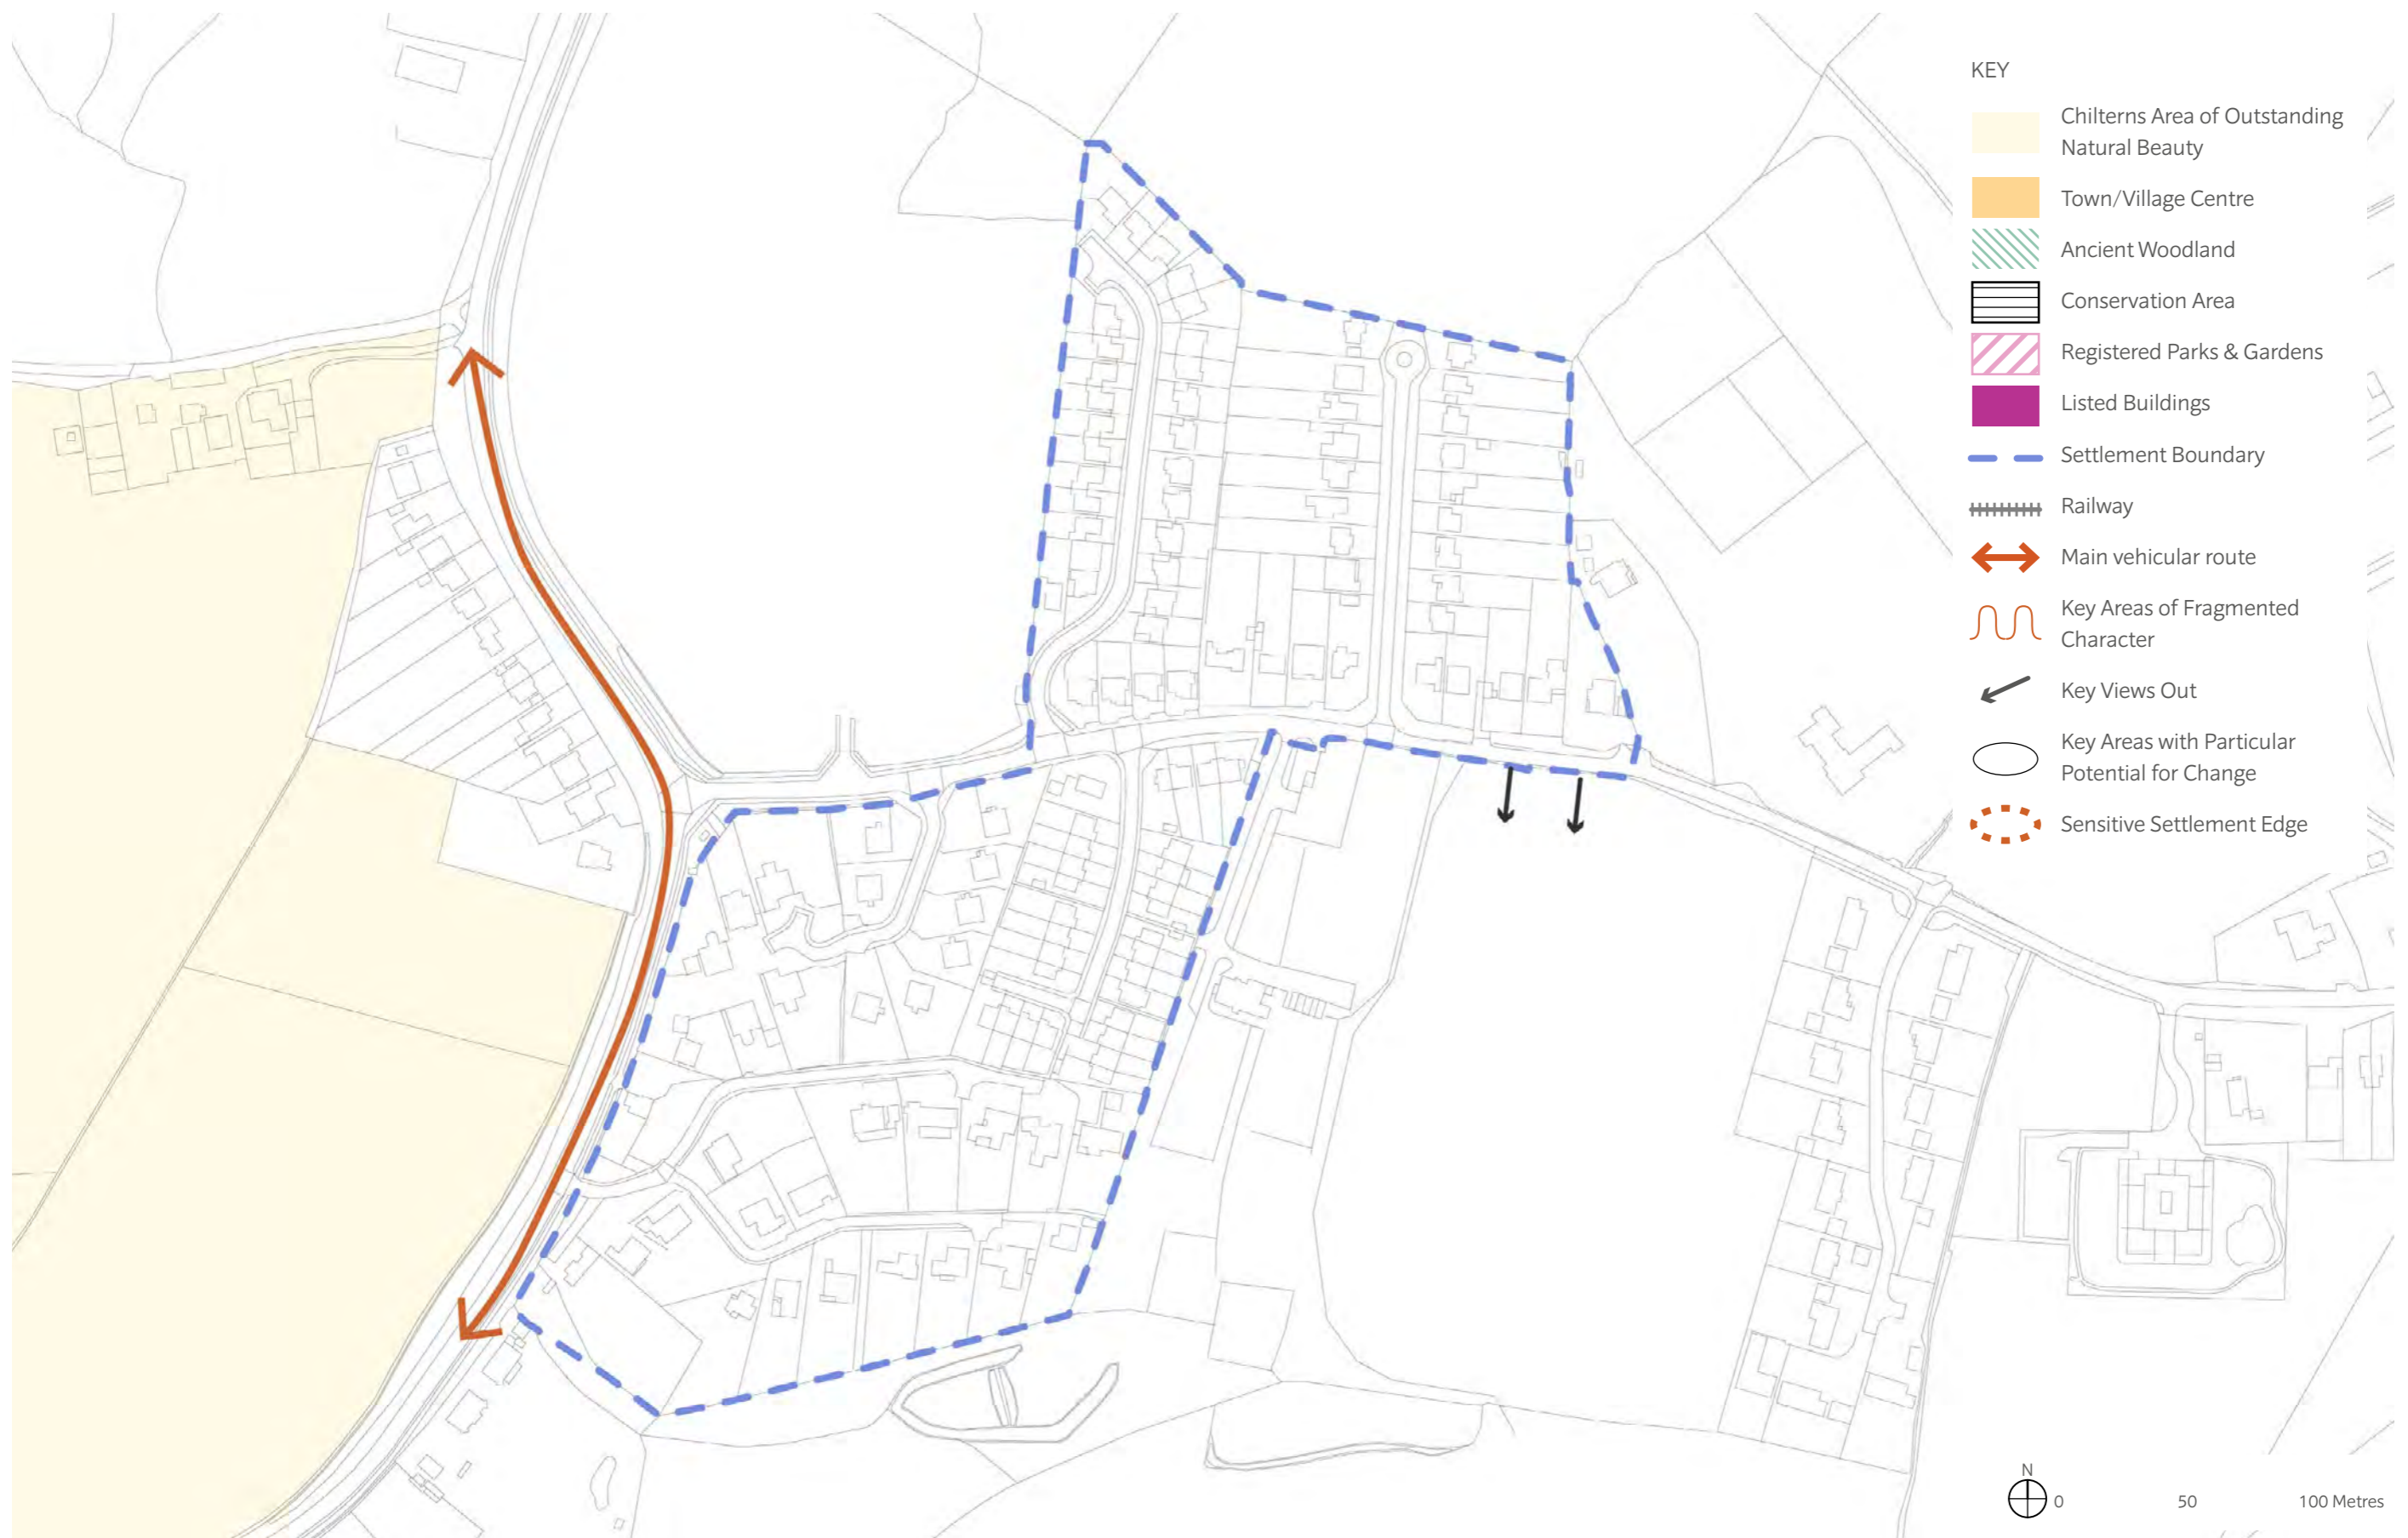 KEY
Chilterns Area of Outstanding
Natural Beauty
Town/Village Centre
Ancient Woodland
Conservation Area
Registered Parks & Gardens
Listed Buildings
Settlement Boundary
Railway
Main vehicular route
Key Areas of Fragmented
Character
Key Views Out
Key Areas with Particular
Potential for Change
Sensitive Settlement Edge
N
0 50 100 Metres